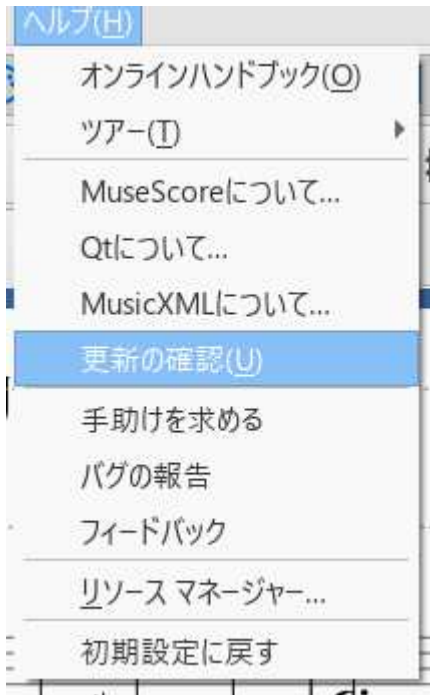 ヘルプ(H)
オンラインハンドブック(O)
ツアー(T)
MuseScoreについて...
Qtについて...
MusicXMLについて...
更新の確認(U)
手助けを求める
バグの報告
フィードバック
リソース マネージャー...
初期設定に戻す